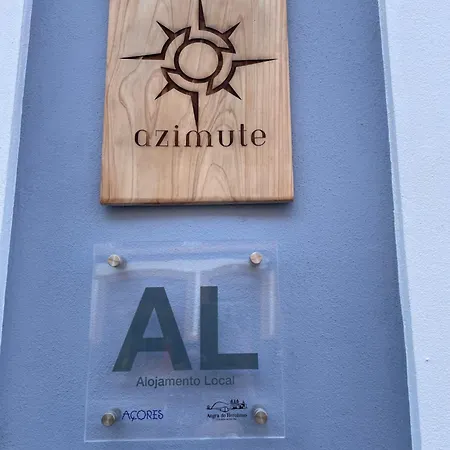 azimute
AL
Alojamento Local
AÇORES
Angra do Heroísmo